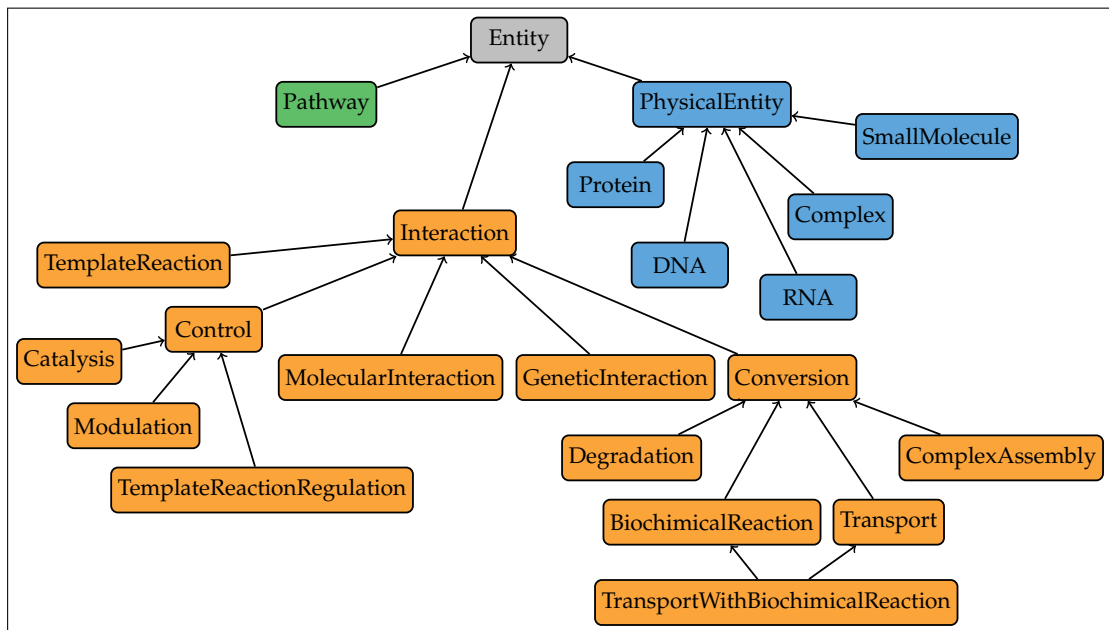 Entity
Pathway
PhysicalEntity
SmallMolecule
Protein
Complex
Interaction
TemplateReaction
DNA
RNA
Control
Catalysis
MolecularInteraction
GeneticInteraction
Conversion
Modulation
Degradation
ComplexAssembly
TemplateReactionRegulation
BiochimicalReaction
Transport
TransportWithBiochimicalReaction